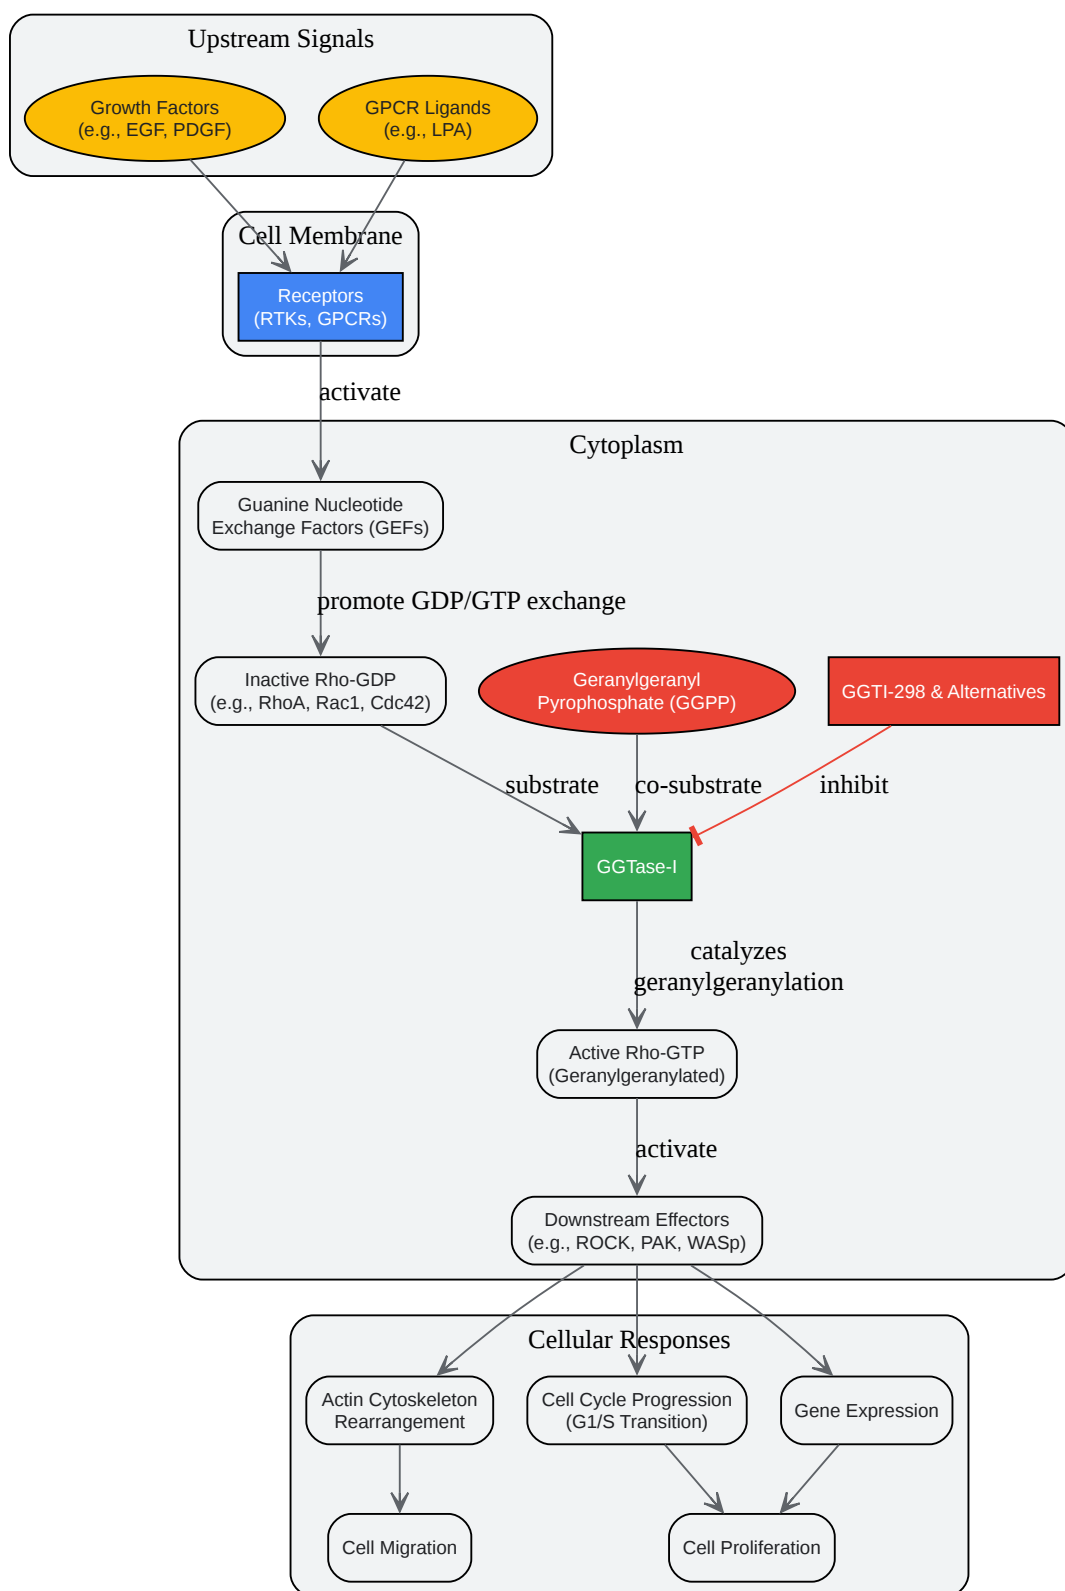 Upstream Signals
Growth Factors
(e.g., EGF, PDGF)
GPCR Ligands
(e.g., LPA)
Cell Membrane
Receptors
(RTKs, GPCRs)
activate
Cytoplasm
Guanine Nucleotide
Exchange Factors (GEFs)
promote GDP/GTP exchange
Inactive Rho-GDP
(e.g., RhoA, Rac1, Cdc42)
Geranylgeranyl
Pyrophosphate (GGPP)
GGTI-298 & Alternatives
substrate
co-substrate
inhibit
GGTase-I
catalyzes
geranylgeranylation
Active Rho-GTP
(Geranylgeranylated)
activate
Downstream Effectors
(e.g., ROCK, PAK, WASp)
Cellular Responses
Actin Cytoskeleton
Rearrangement
Cell Cycle Progression
(G1/S Transition)
Gene Expression
Cell Migration
Cell Proliferation